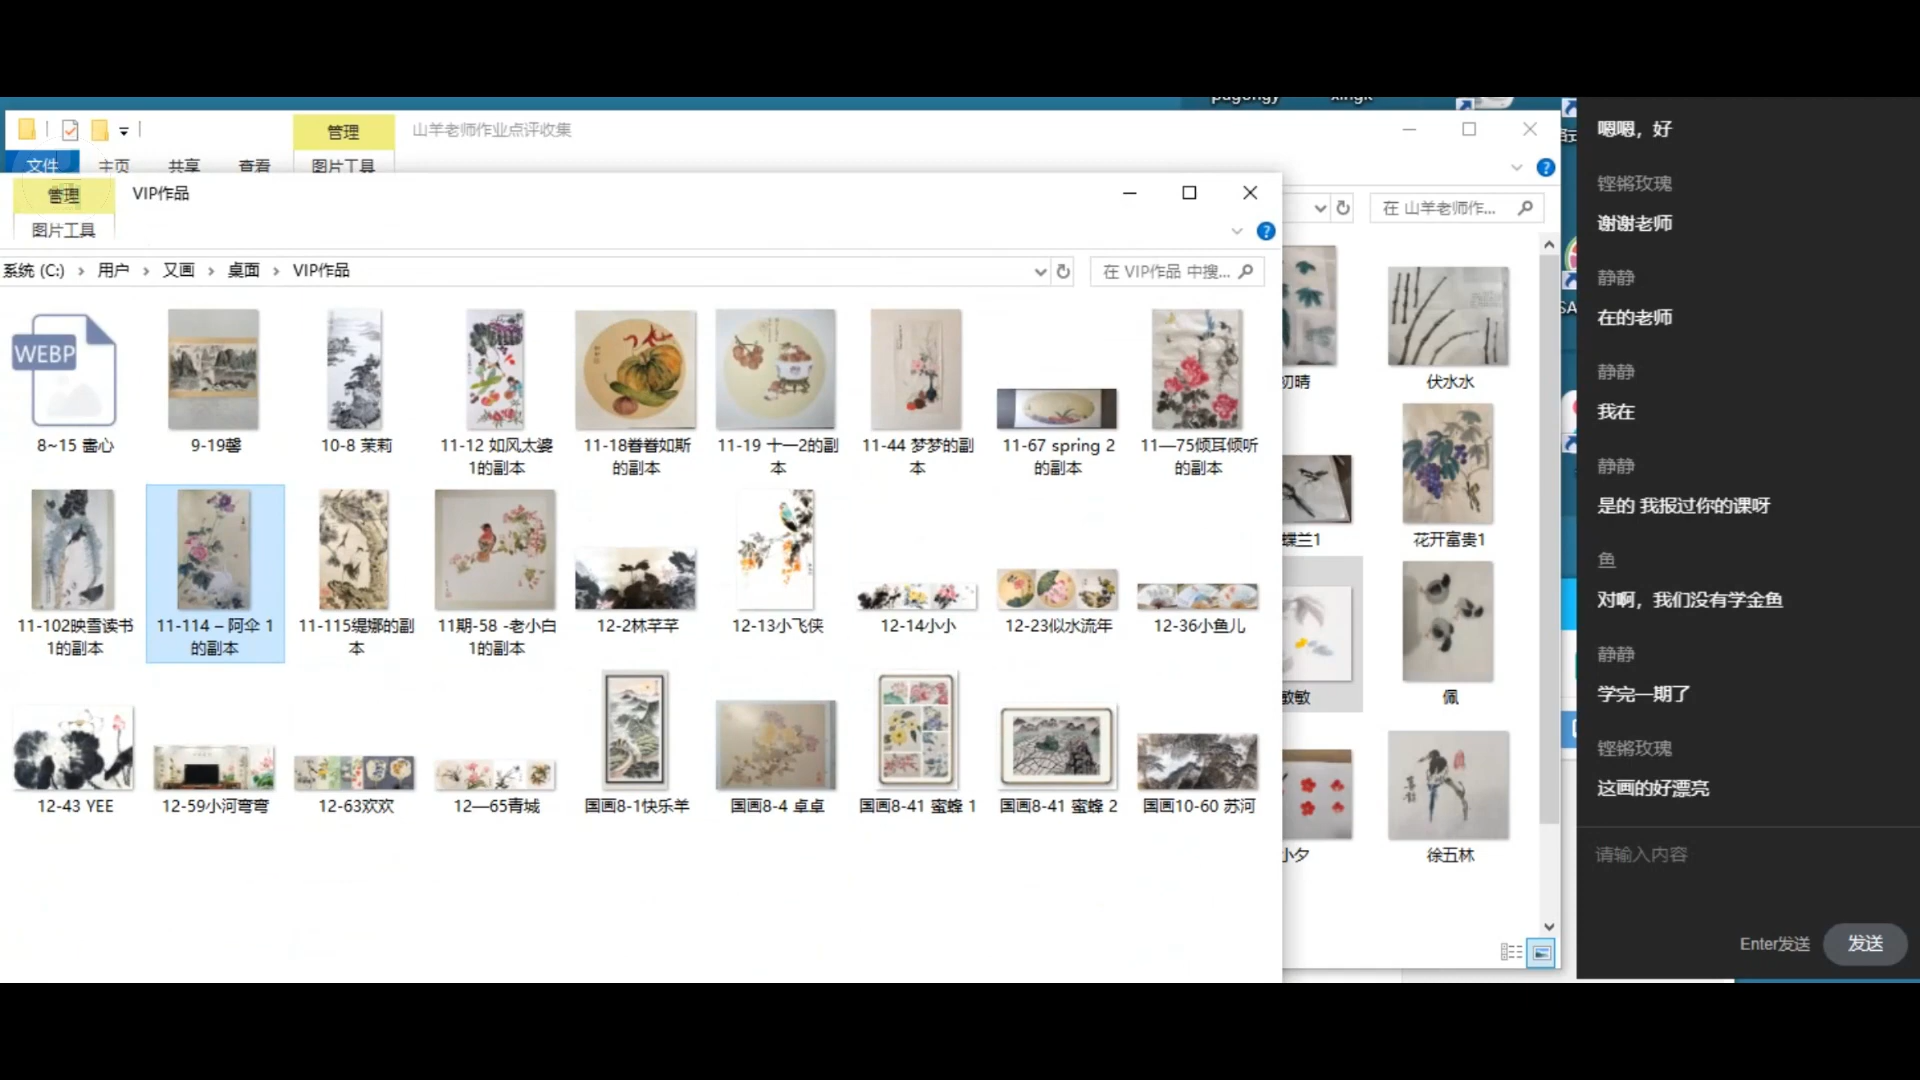 管理
山羊老师作业点评收集
文件
主页
共享
查看
图片工具
管理
VIP作品
图片工具
在 山羊老师作...
系统 (C:) › 用户 › 又画 › 桌面 › VIP作品
在 VIP作品 中搜...
WEBP
8~15 啬心
9-19馨
10-8 茉莉
11-12 如风太婆
1的副本
11-18眷眷如斯
的副本
11-19 十一2的副
本
11-44 梦梦的副
本
11-67 spring 2
的副本
11—75倾耳倾听
的副本
11-102映雪读书
1的副本
11-114 – 阿伞 1
的副本
11-115缇娜的副
本
11期-58 -老小白
1的副本
12-2林芊芊
12-13小飞侠
12-14小小
12-23似水流年
12-36小鱼儿
12-43 YEE
12-59小河弯弯
12-63欢欢
12—65青城
国画8-1快乐羊
国画8-4 卓卓
国画8-41 蜜蜂 1
国画8-41 蜜蜂 2
国画10-60 苏河
初晴
伏水水
蝶兰1
花开富贵1
敏敏
佩
小夕
徐五林
嗯嗯，好
铿锵玫瑰
谢谢老师
静静
在的老师
静静
我在
静静
是的 我报过你的课呀
鱼
对啊，我们没有学金鱼
静静
学完一期了
铿锵玫瑰
这画的好漂亮
请输入内容
Enter发送
发送